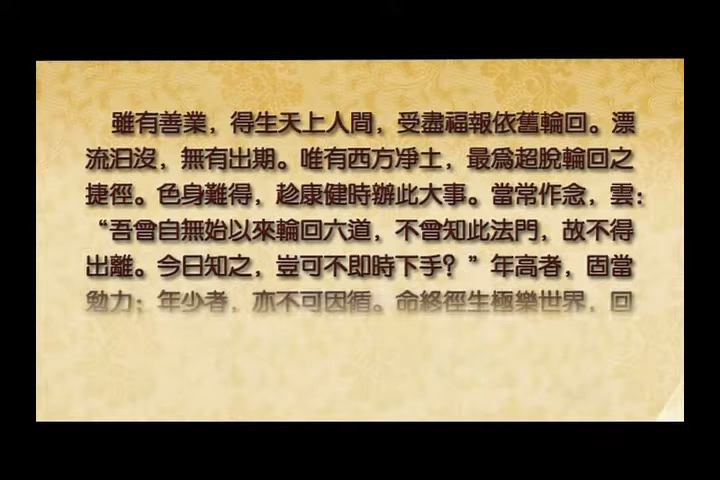 雖有善業，得生天上人間，受盡福報依舊輪回。漂
流汩沒，無有出期。唯有西方凈土，最爲超脫輪回之
捷徑。色身難得，趁康健時辦此大事。當常作念，雲：
“吾曾自無始以來輪回六道，不曾知此法門，故不得
出離。今日知之，豈可不即時下手？”年高者，固當
勉力；年少者，亦不可因循。命終徑生極樂世界，回